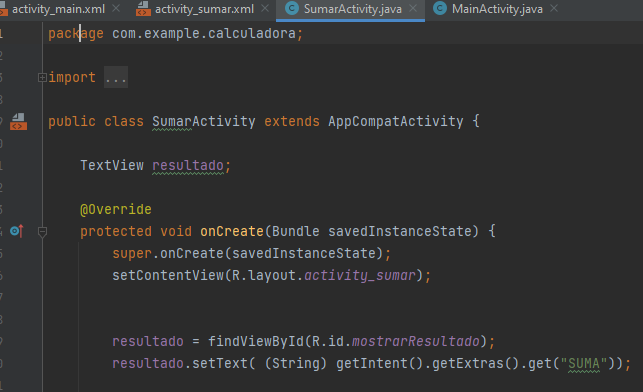 activity_main.xml activity_sumar.xml SumarActivity.java MainActivity.java
package com.example.calculadora;
import ...
public class SumarActivity extends AppCompatActivity {
TextView resultado;
@Override
protected void onCreate(Bundle savedInstanceState) {
super.onCreate(savedInstanceState);
setContentView(R.layout.activity_sumar);
resultado = findViewById(R.id.mostrarResultado);
resultado.setText( (String) getIntent().getExtras().get("SUMA"));